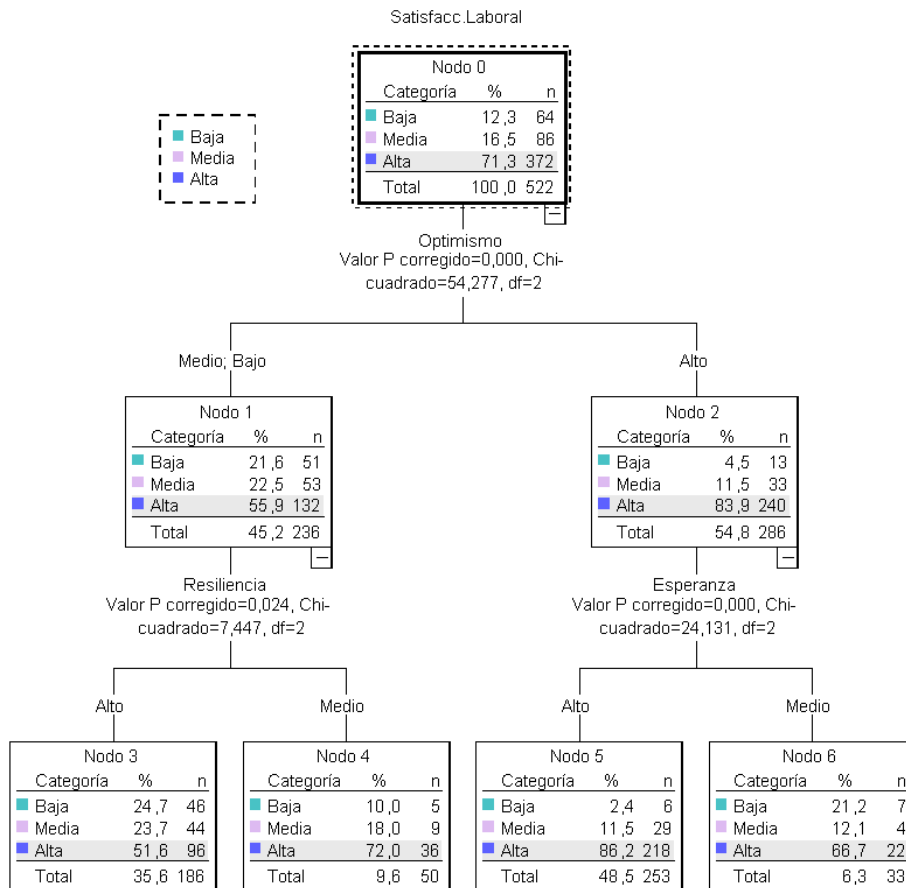 Satisfacc.Laboral
Baja
Media
Alta
Nodo 0
Categoría % n
Baja 12,3 64
Media 16,5 86
Alta 71,3 372
Total 100,0 522
Optimismo
Valor P corregido=0,000, Chi-
cuadrado=54,277, df=2
Medio; Bajo
Alto
Nodo 1
Categoría % n
Baja 21,6 51
Media 22,5 53
Alta 55,9 132
Total 45,2 236
Nodo 2
Categoría % n
Baja 4,5 13
Media 11,5 33
Alta 83,9 240
Total 54,8 286
Resiliencia
Valor P corregido=0,024, Chi-
cuadrado=7,447, df=2
Esperanza
Valor P corregido=0,000, Chi-
cuadrado=24,131, df=2
Alto
Medio
Alto
Medio
Nodo 3
Categoría % n
Baja 24,7 46
Media 23,7 44
Alta 51,6 96
Total 35,6 186
Nodo 4
Categoría % n
Baja 10,0 5
Media 18,0 9
Alta 72,0 36
Total 9,6 50
Nodo 5
Categoría % n
Baja 2,4 6
Media 11,5 29
Alta 86,2 218
Total 48,5 253
Nodo 6
Categoría % n
Baja 21,2 7
Media 12,1 4
Alta 66,7 22
Total 6,3 33